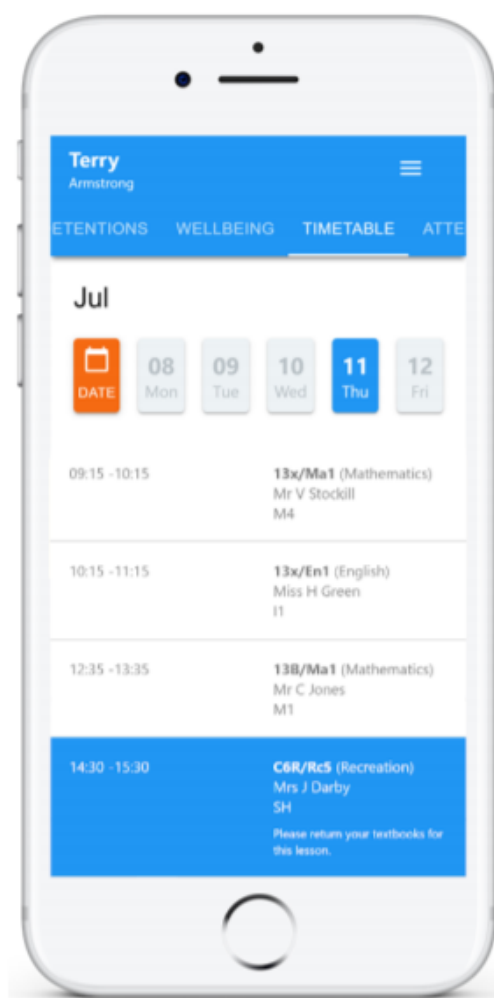 Terry
Armstrong
ETENTIONS WELLBEING TIMETABLE ATTE
Jul
DATE
08 Mon
09 Tue
10 Wed
11 Thu
12 Fri
09:15 -10:15
13x/Ma1 (Mathematics)
Mr V Stockill
M4
10:15 -11:15
13x/En1 (English)
Miss H Green
I1
12:35 -13:35
13B/Ma1 (Mathematics)
Mr C Jones
M1
14:30 -15:30
C6R/Rc5 (Recreation)
Mrs J Darby
SH
Please return your textbooks for
this lesson.